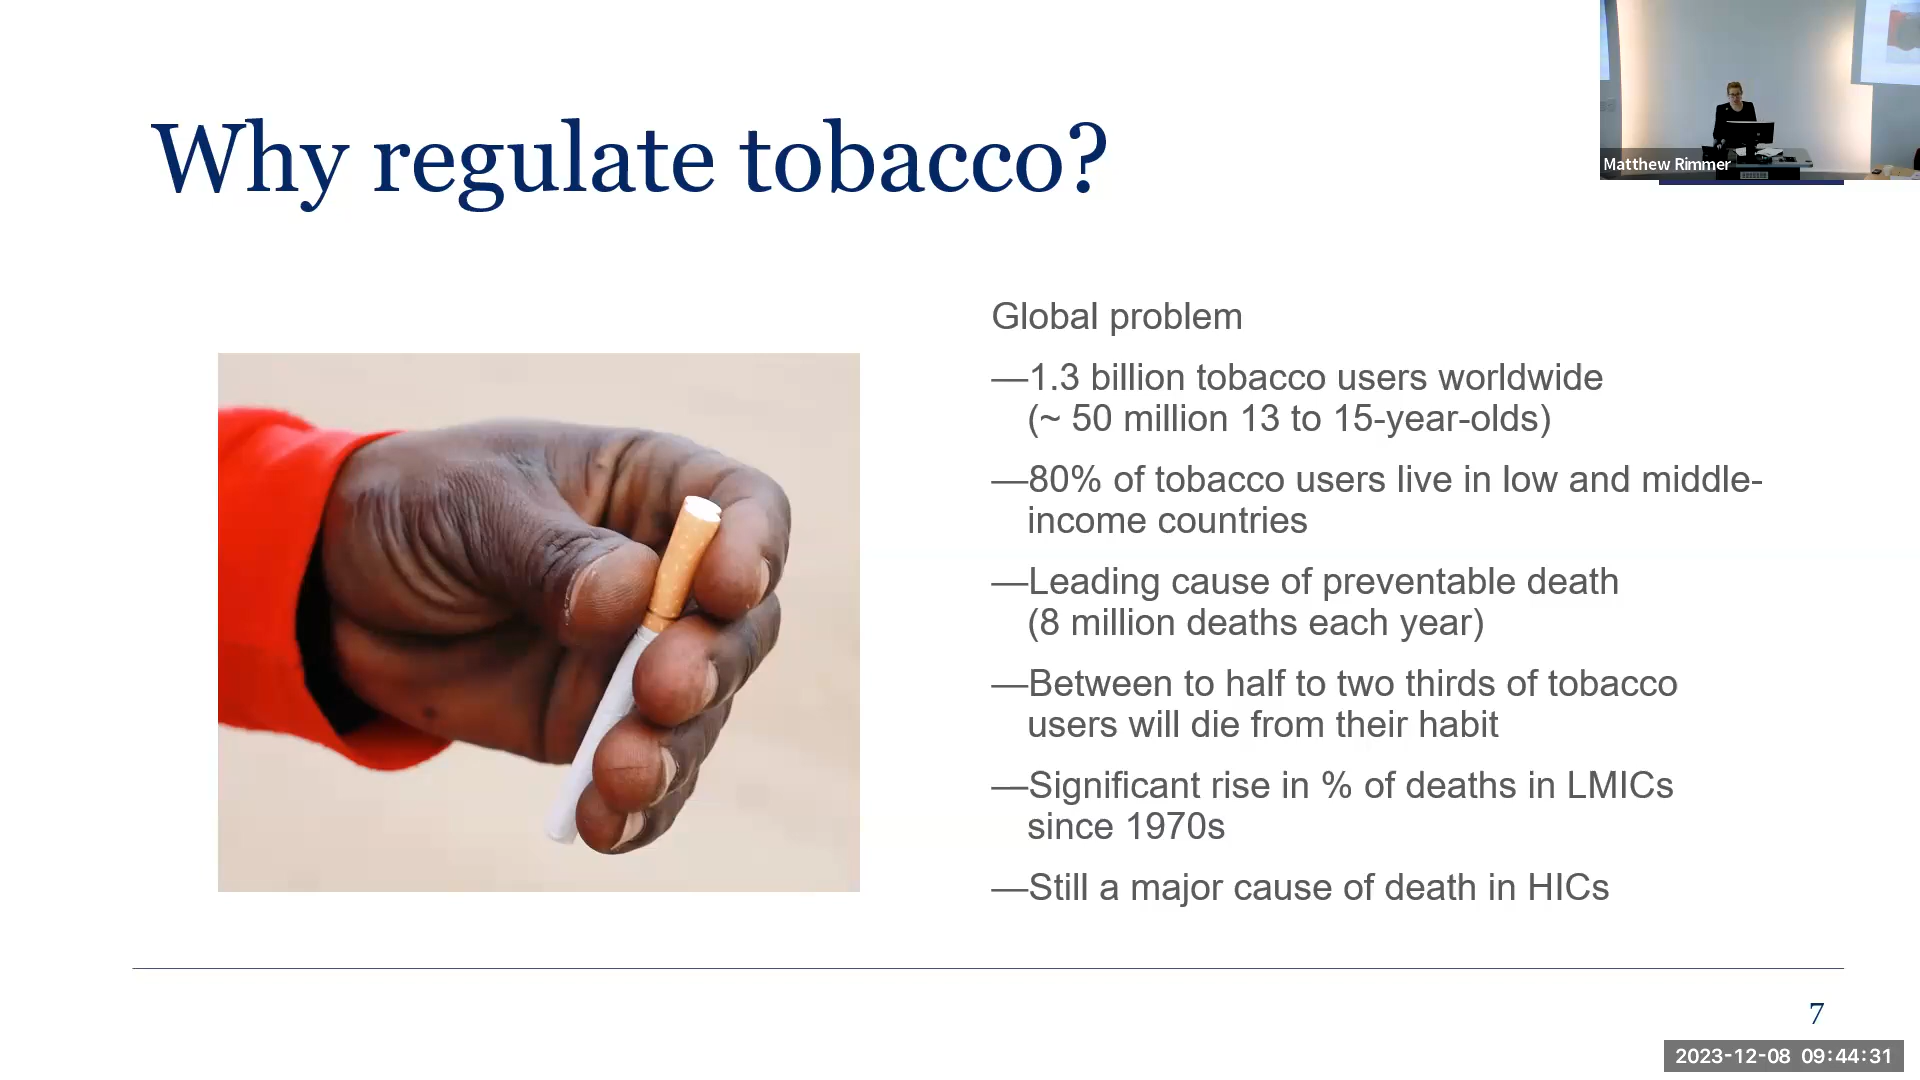 Why regulate tobacco?
Matthew Rimmer
Global problem
—1.3 billion tobacco users worldwide
(~ 50 million 13 to 15-year-olds)
—80% of tobacco users live in low and middle-
income countries
—Leading cause of preventable death
(8 million deaths each year)
—Between to half to two thirds of tobacco
users will die from their habit
—Significant rise in % of deaths in LMICs
since 1970s
—Still a major cause of death in HICs
7
2023-12-08 09:44:31